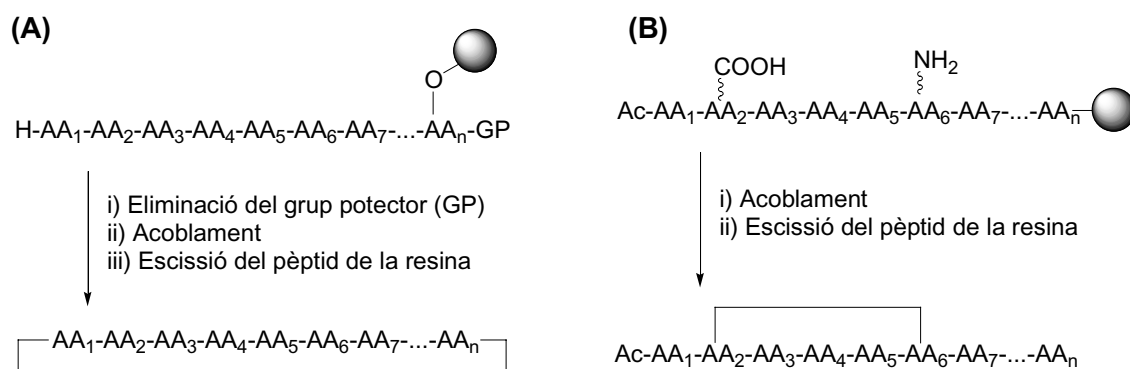 (A)
O
H-AA₁-AA₂-AA₃-AA₄-AA₅-AA₆-AA₇-...-AAₙ-GP
i) Eliminació del grup potector (GP)
ii) Acoblament
iii) Escissió del pèptid de la resina
AA₁-AA₂-AA₃-AA₄-AA₅-AA₆-AA₇-...-AAₙ
(B)
COOH
NH₂
Ac-AA₁-AA₂-AA₃-AA₄-AA₅-AA₆-AA₇-...-AAₙ
i) Acoblament
ii) Escissió del pèptid de la resina
Ac-AA₁-AA₂-AA₃-AA₄-AA₅-AA₆-AA₇-...-AAₙ